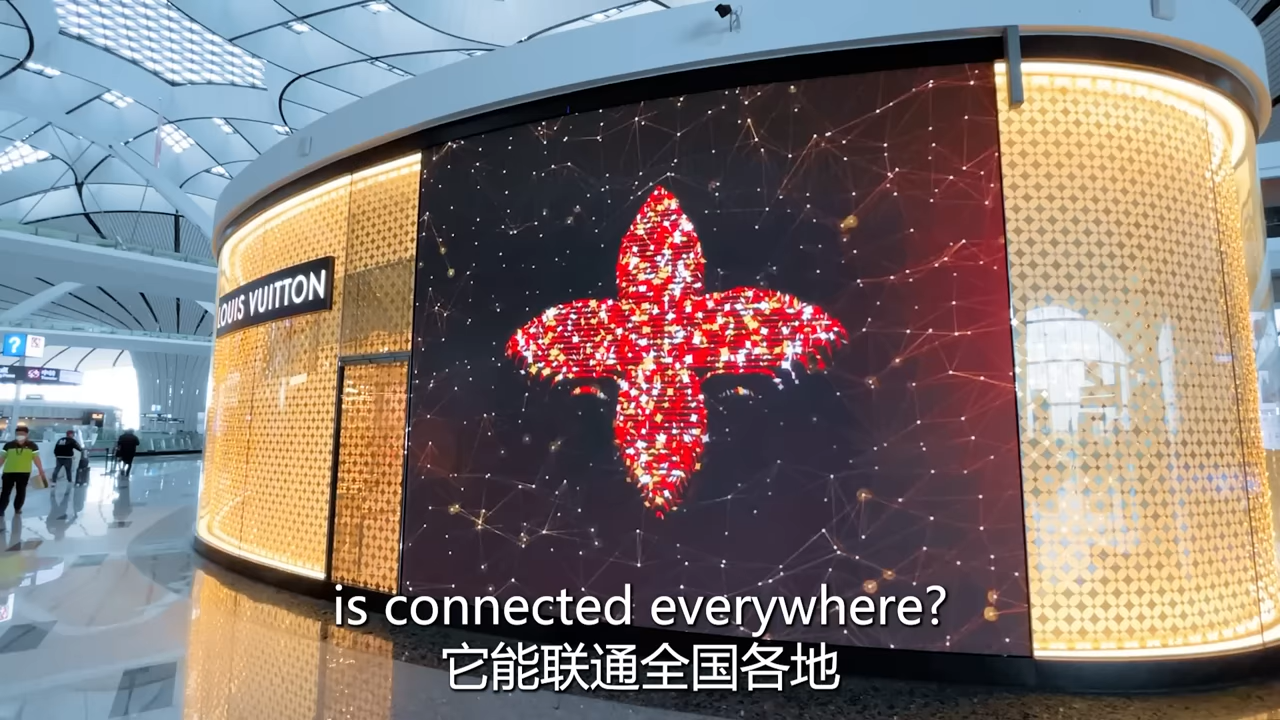 LOUIS VUITTON
?
is connected everywhere?
它能联通全国各地